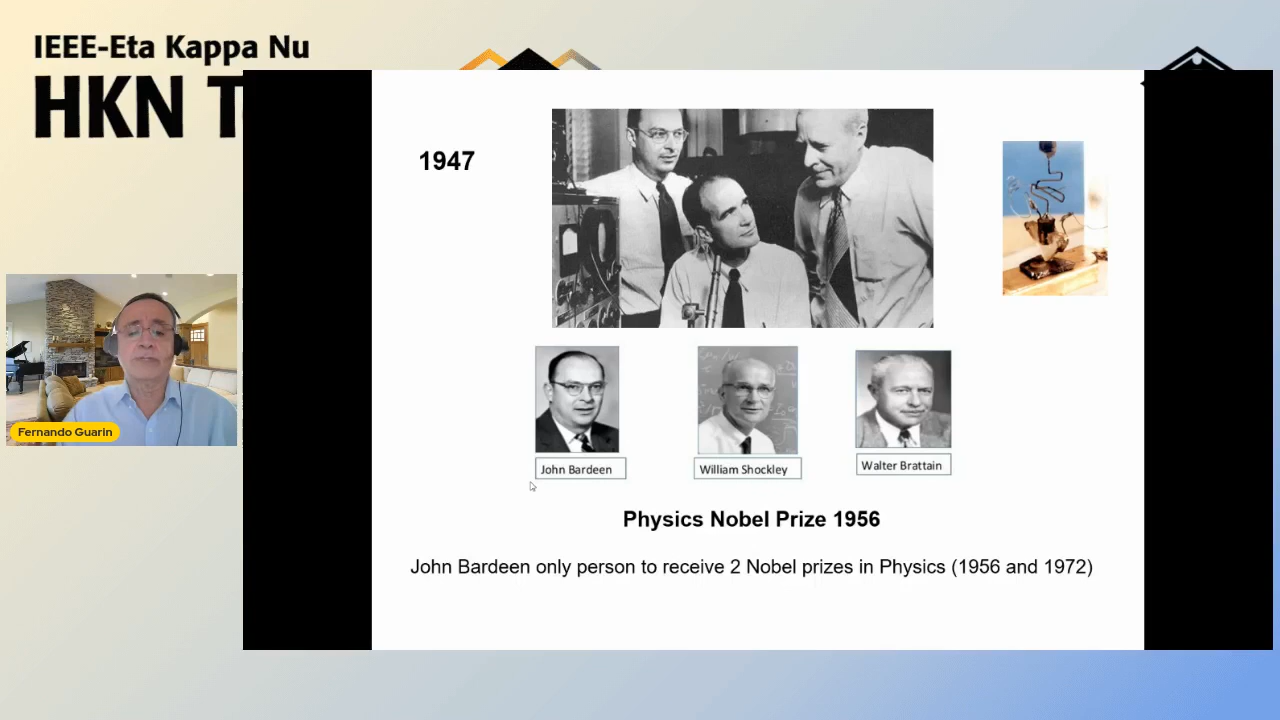 IEEE-Eta Kappa Nu
HKN T
1947
John Bardeen
William Shockley
Walter Brattain
Physics Nobel Prize 1956
John Bardeen only person to receive 2 Nobel prizes in Physics (1956 and 1972)
Fernando Guarin